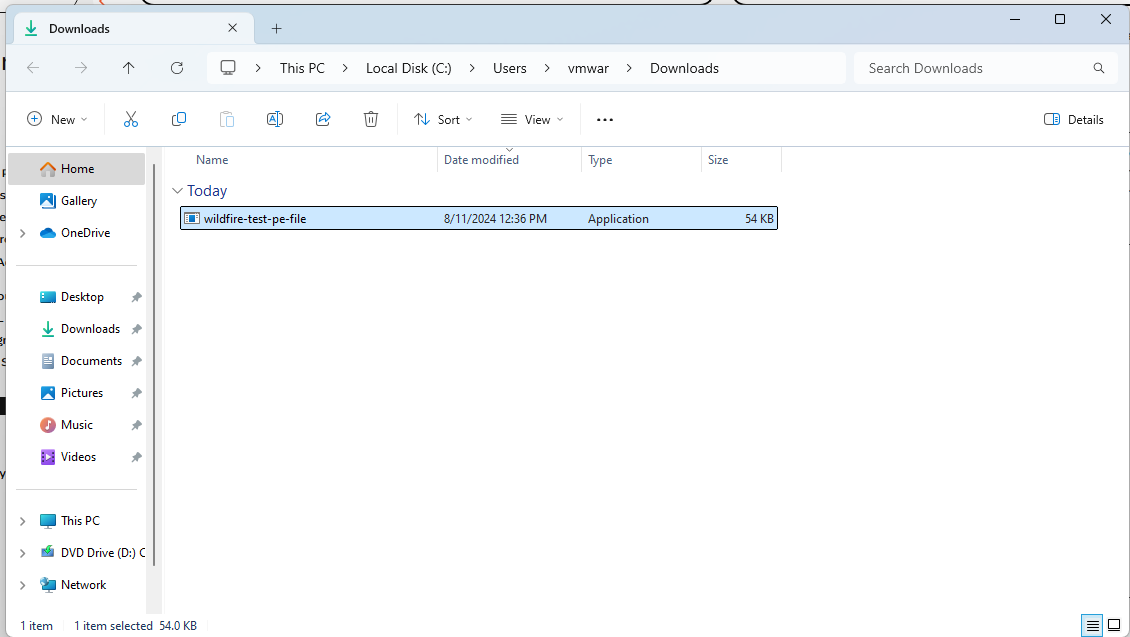 Downloads
This PC > Local Disk (C:) > Users > vmwar > Downloads
Search Downloads
New
Sort
View
Details
Name Date modified Type Size
Home
Today
Gallery
wildfire-test-pe-file 8/11/2024 12:36 PM Application 54 KB
OneDrive
Desktop
Downloads
Documents
Pictures
Music
Videos
This PC
DVD Drive (D:) C
Network
1 item 1 item selected 54.0 KB